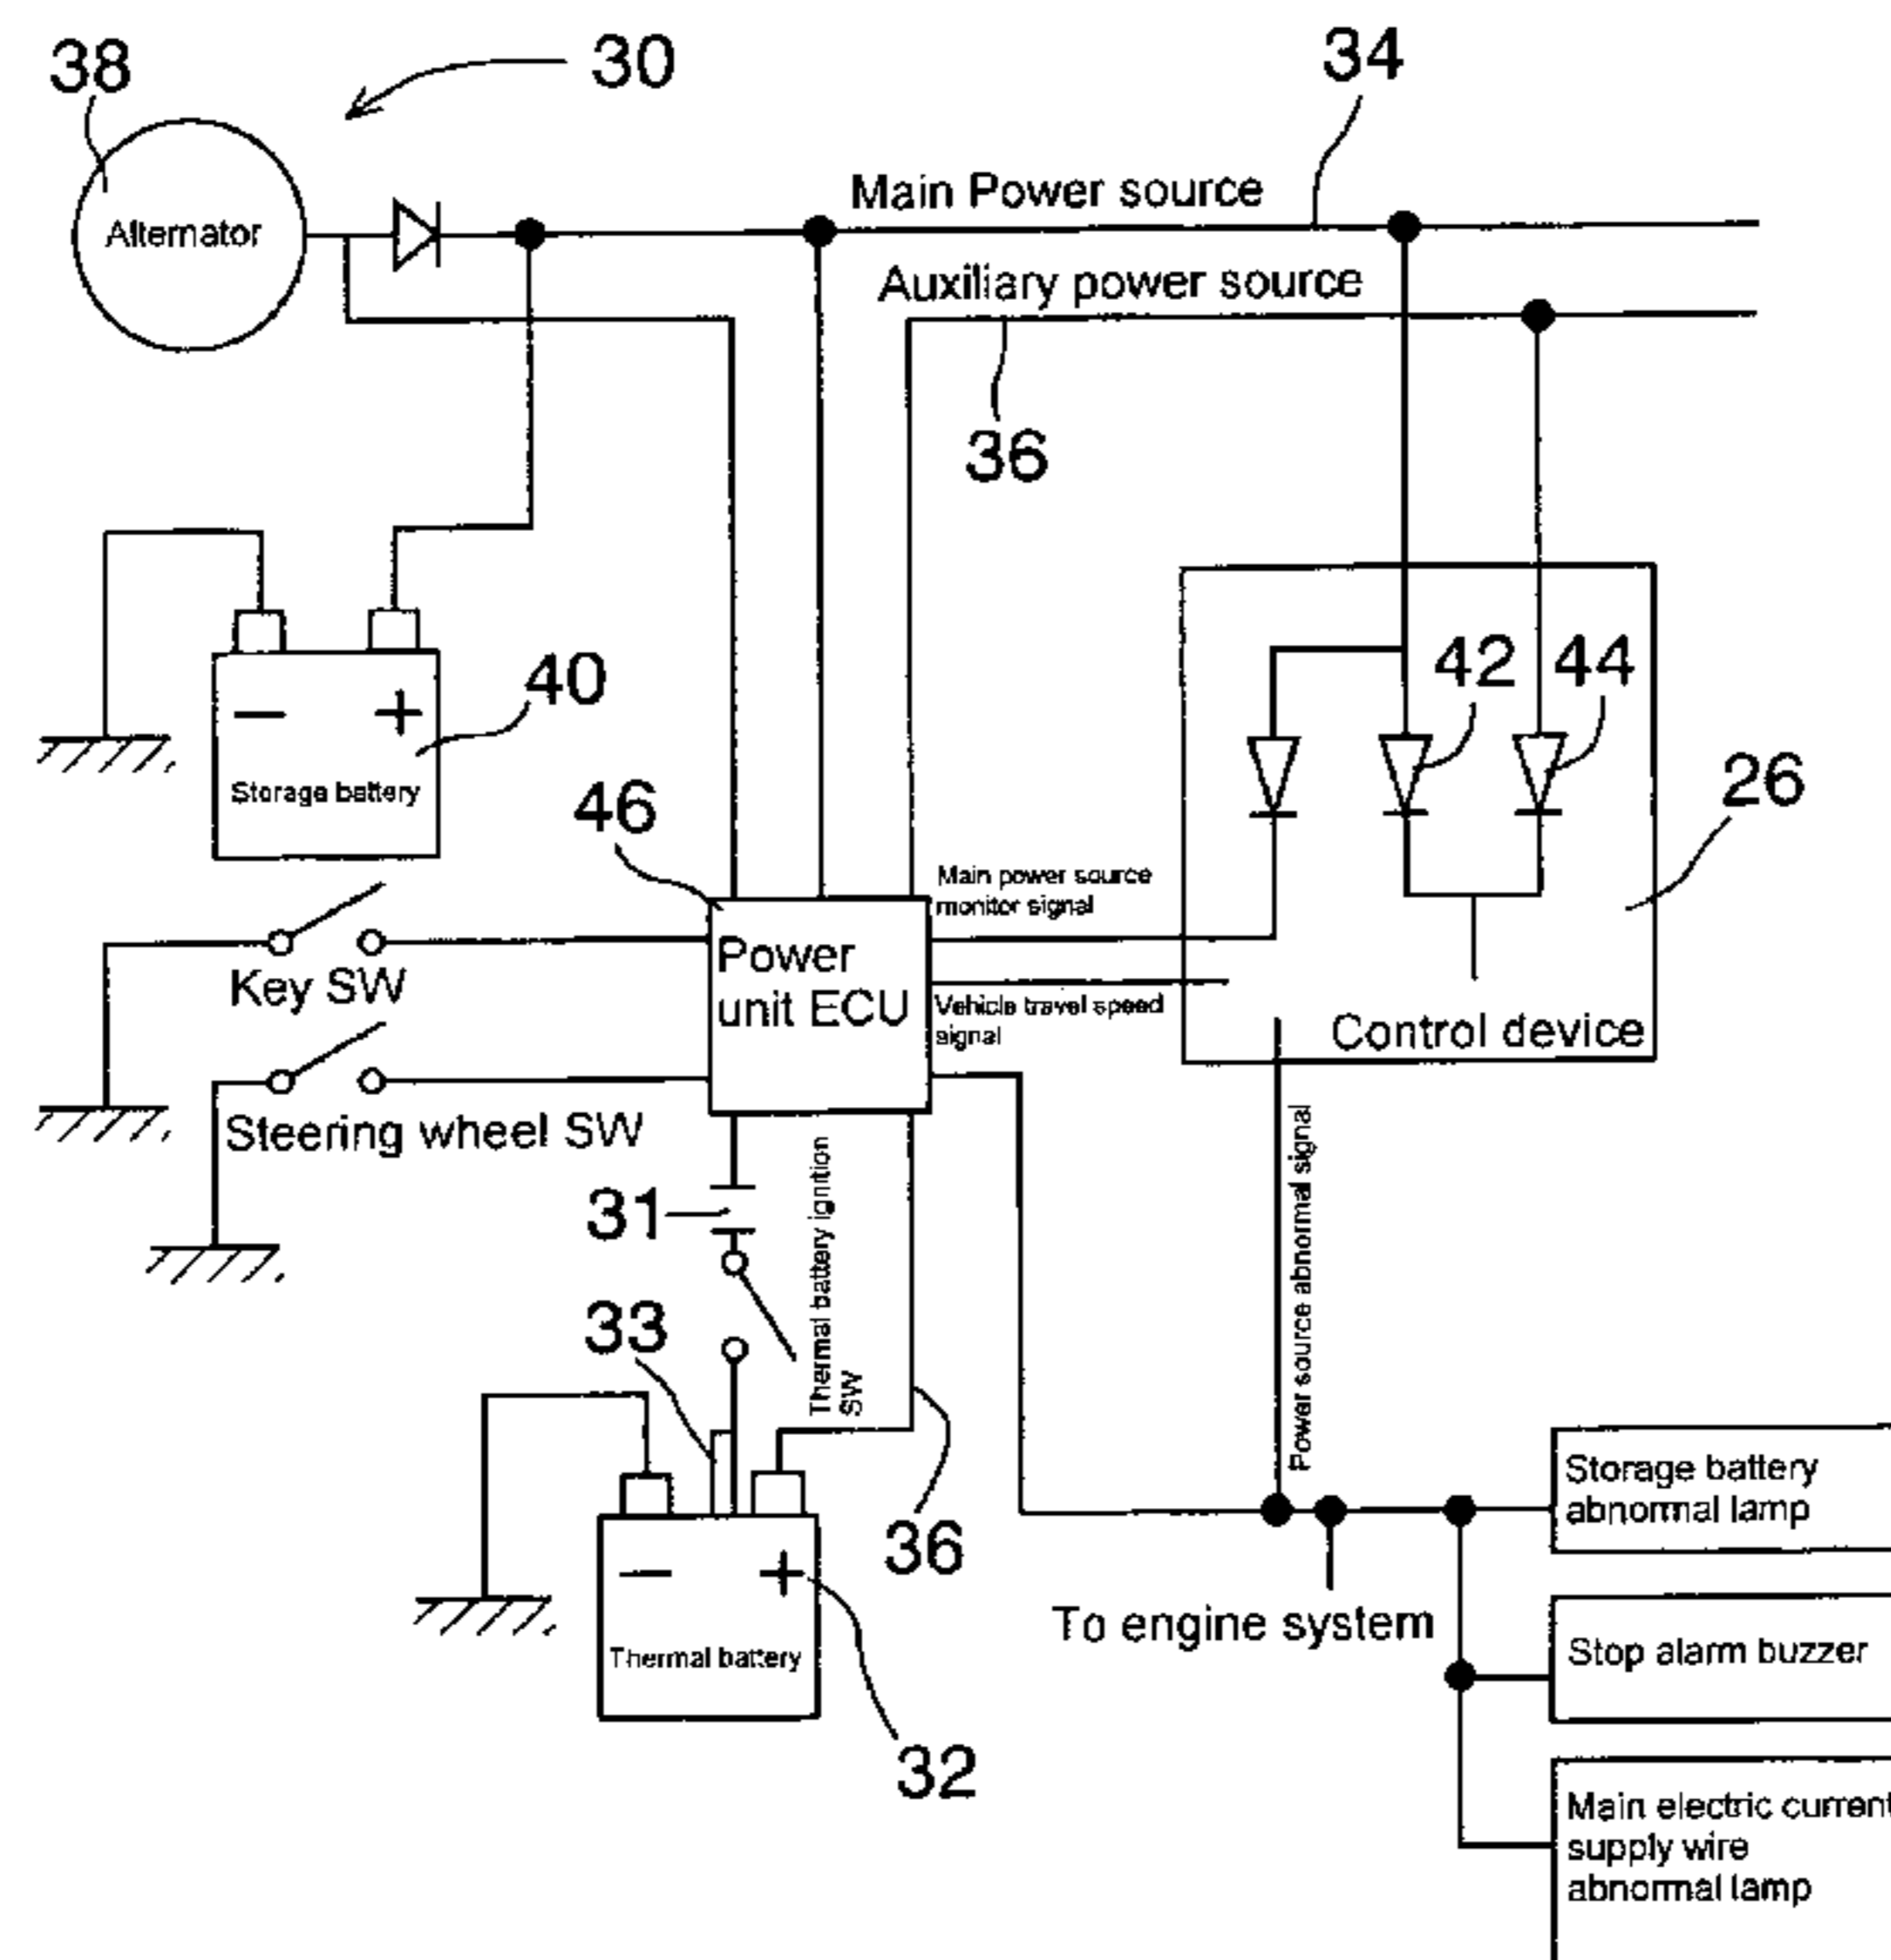 38
30
34
Alternator
Main Power source
Auxiliary power source
36
− +
40
Storage battery
42
44
26
46
Main power source
monitor signal
Power
unit ECU
Key SW
Vehicle travel speed
signal
Control device
Steering wheel SW
31
Thermal battery ignition
SW
Power source abnormal signal
33
36
− +
Thermal battery
32
To engine system
Storage battery
abnormal lamp
Stop alarm buzzer
Main electric current
supply wire
abnormal lamp